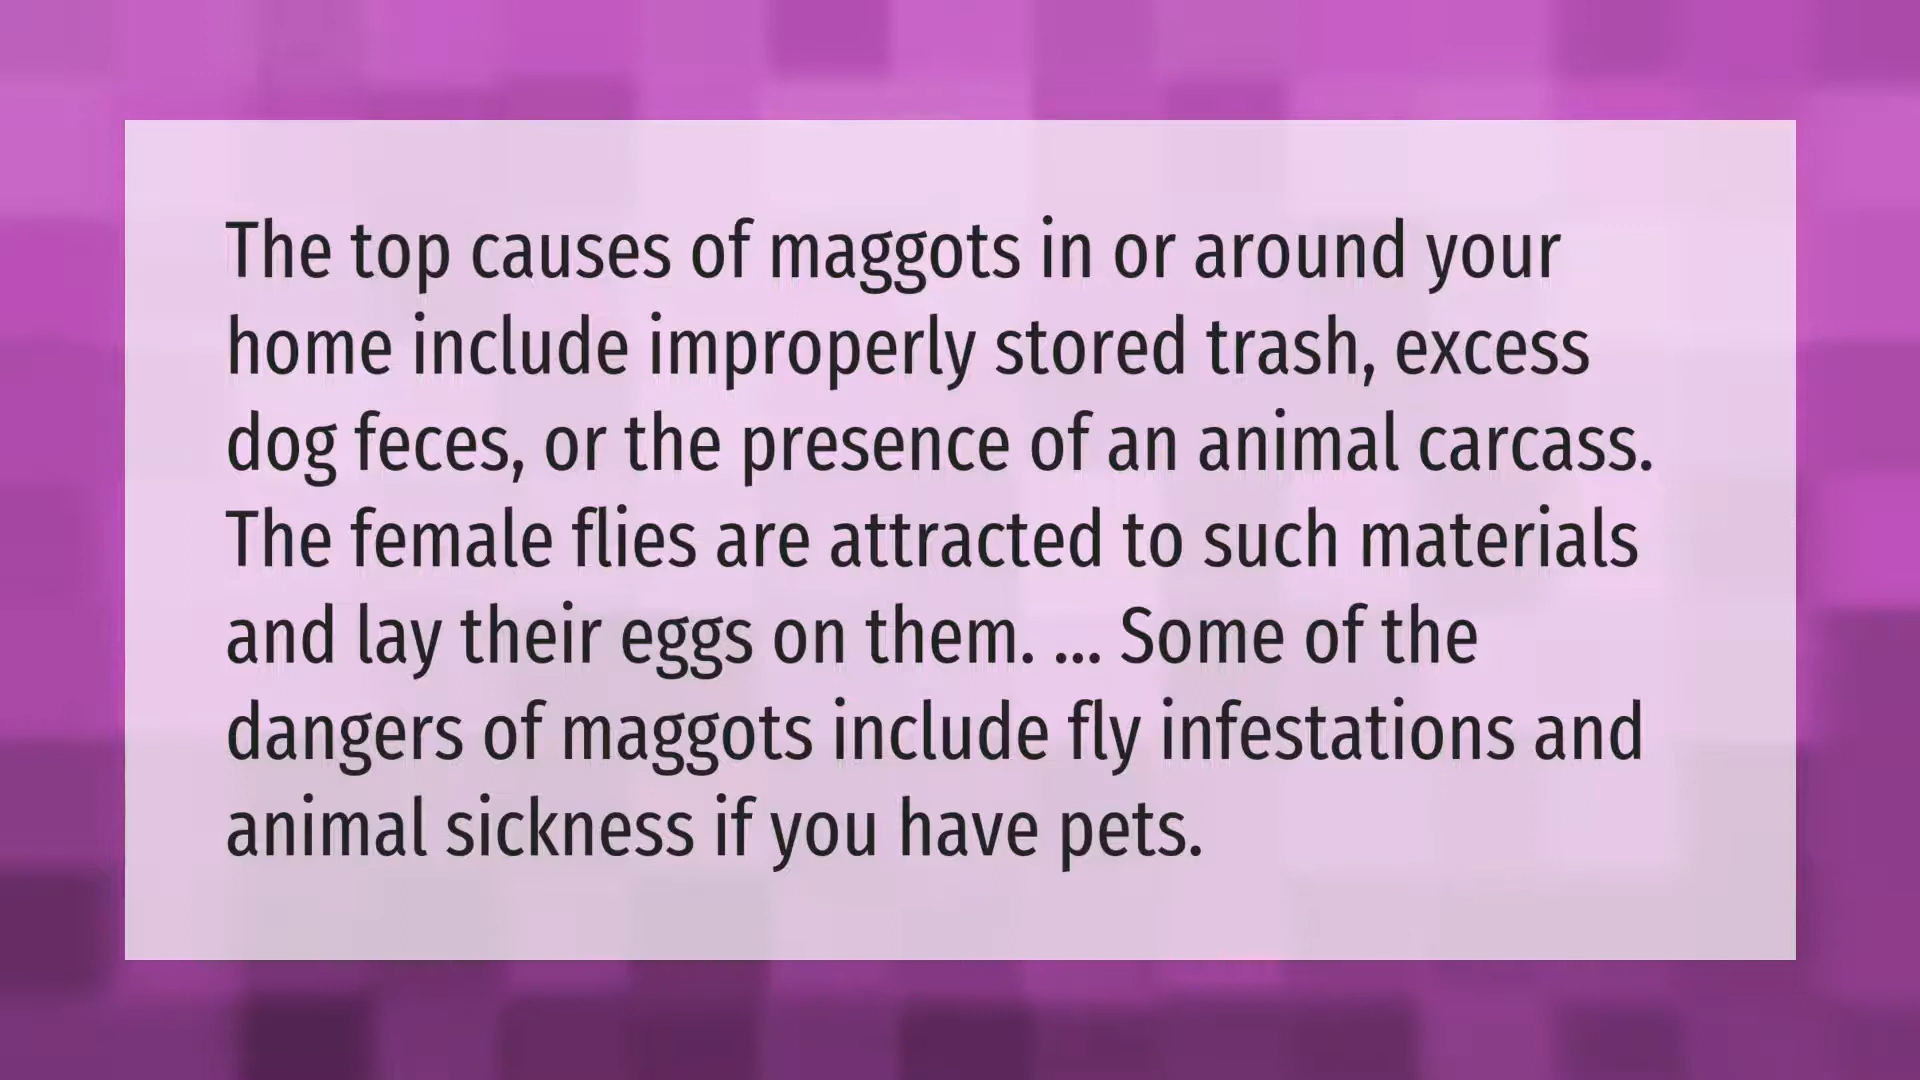 The top causes of maggots in or around your
home include improperly stored trash, excess
dog feces, or the presence of an animal carcass.
The female flies are attracted to such materials
and lay their eggs on them. ... Some of the
dangers of maggots include fly infestations and
animal sickness if you have pets.